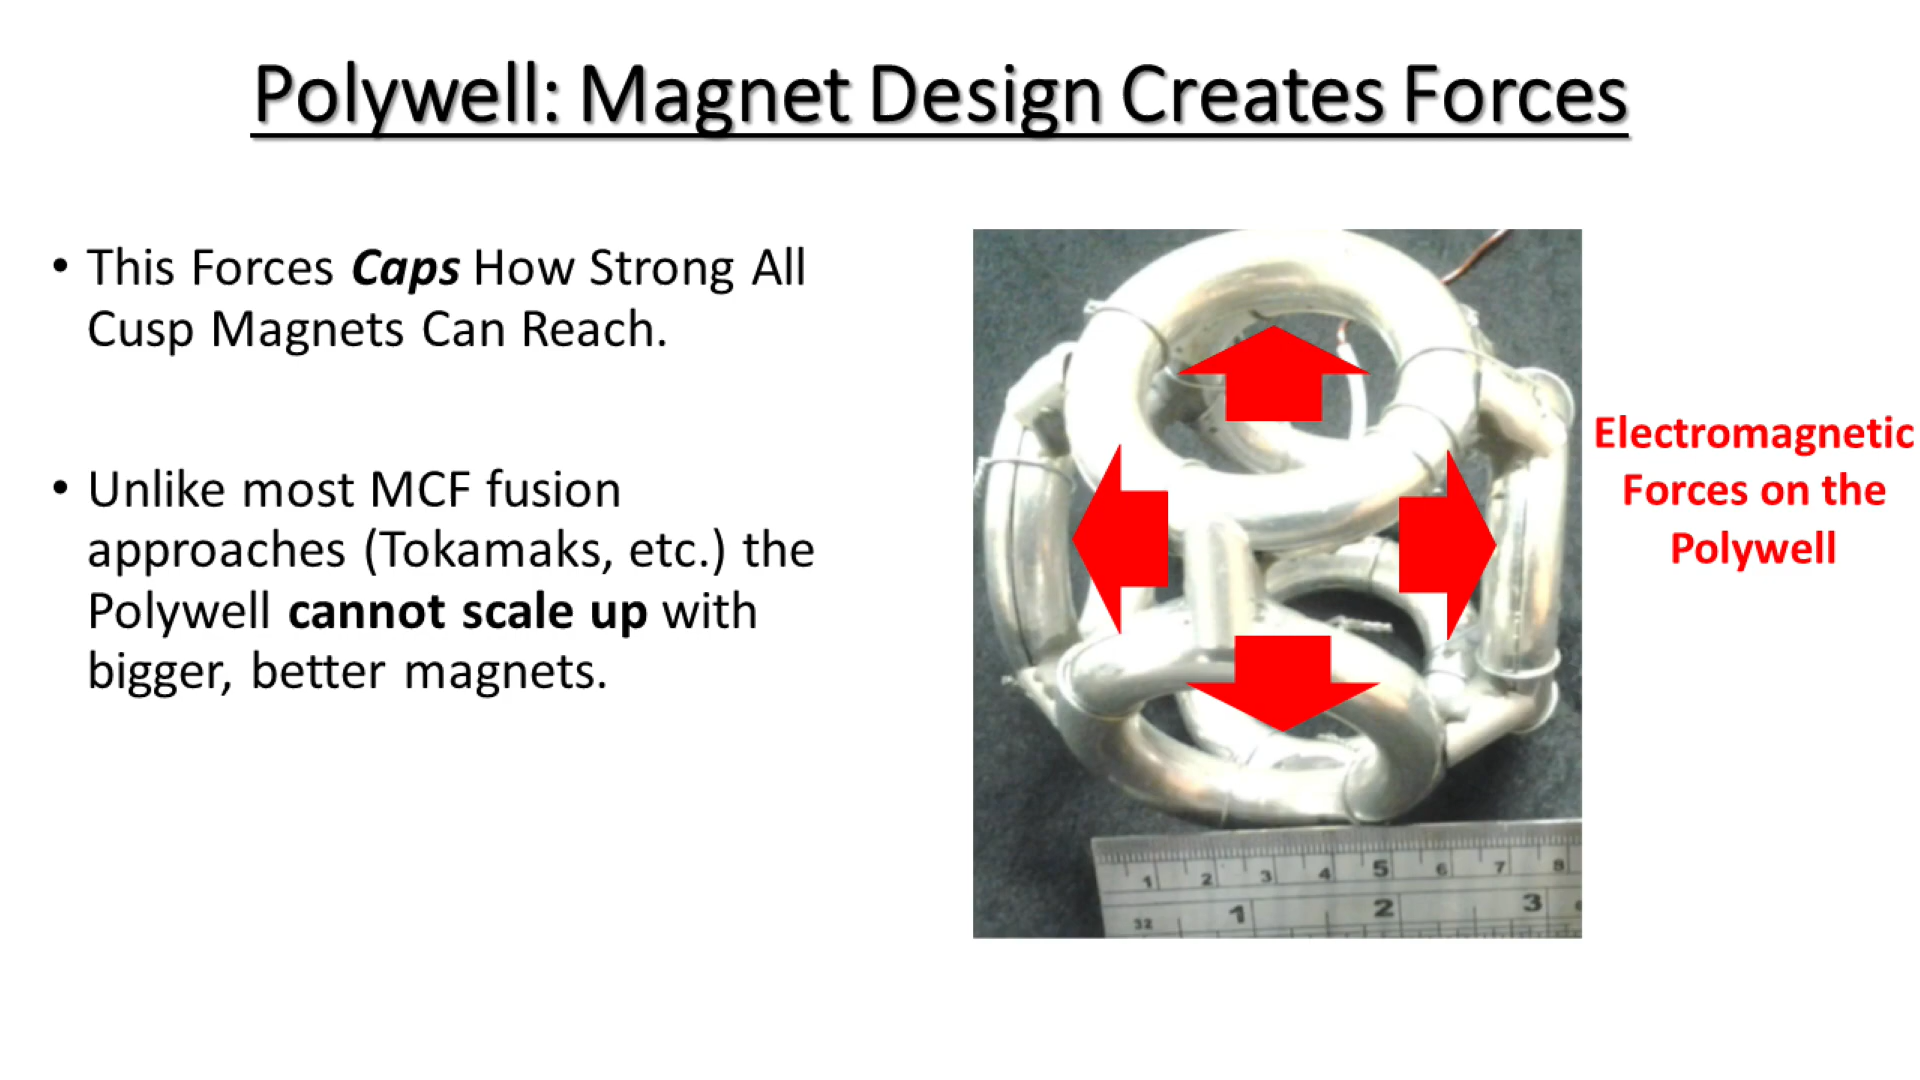 Polywell: Magnet Design Creates Forces
• This Forces Caps How Strong All
Cusp Magnets Can Reach.
• Unlike most MCF fusion
approaches (Tokamaks, etc.) the
Polywell cannot scale up with
bigger, better magnets.
Electromagnetic
Forces on the
Polywell
1 2 3 4 5 6 7 8
32 1 2 3